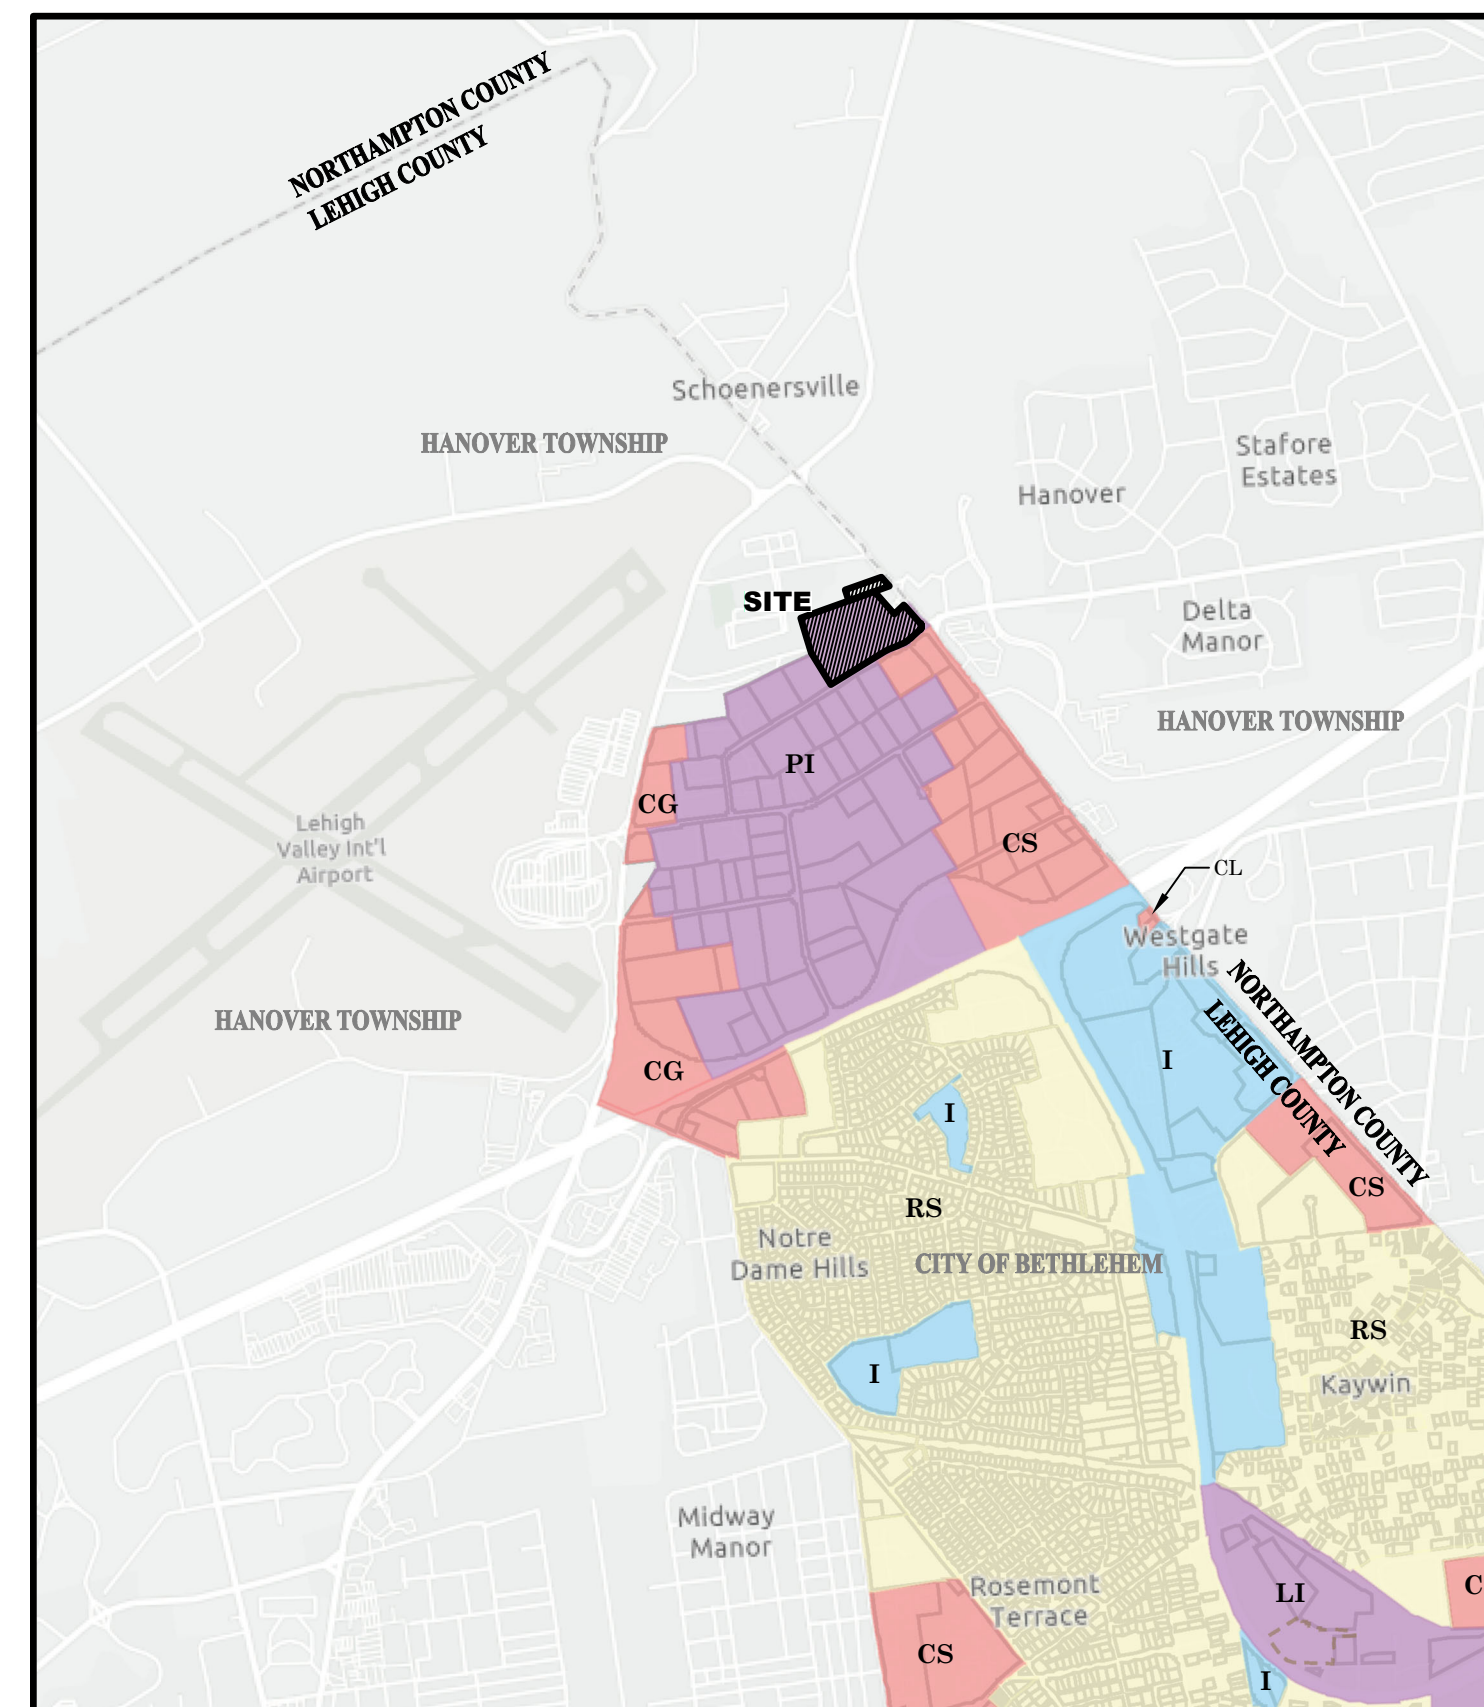 NORTHAMPTON COUNTY
LEHIGH COUNTY
Schoenersville
HANOVER TOWNSHIP
Stafore
Estates
Hanover
SITE
Delta
Manor
HANOVER TOWNSHIP
PI
CG
Lehigh
Valley Int'l
Airport
CS
CL
Westgate
Hills
NORTHAMPTON COUNTY
LEHIGH COUNTY
HANOVER TOWNSHIP
I
CG
I
CS
RS
Notre
Dame Hills
CITY OF BETHLEHEM
RS
I
Kaywin
Midway
Manor
Rosemont
Terrace
LI
C
CS
I